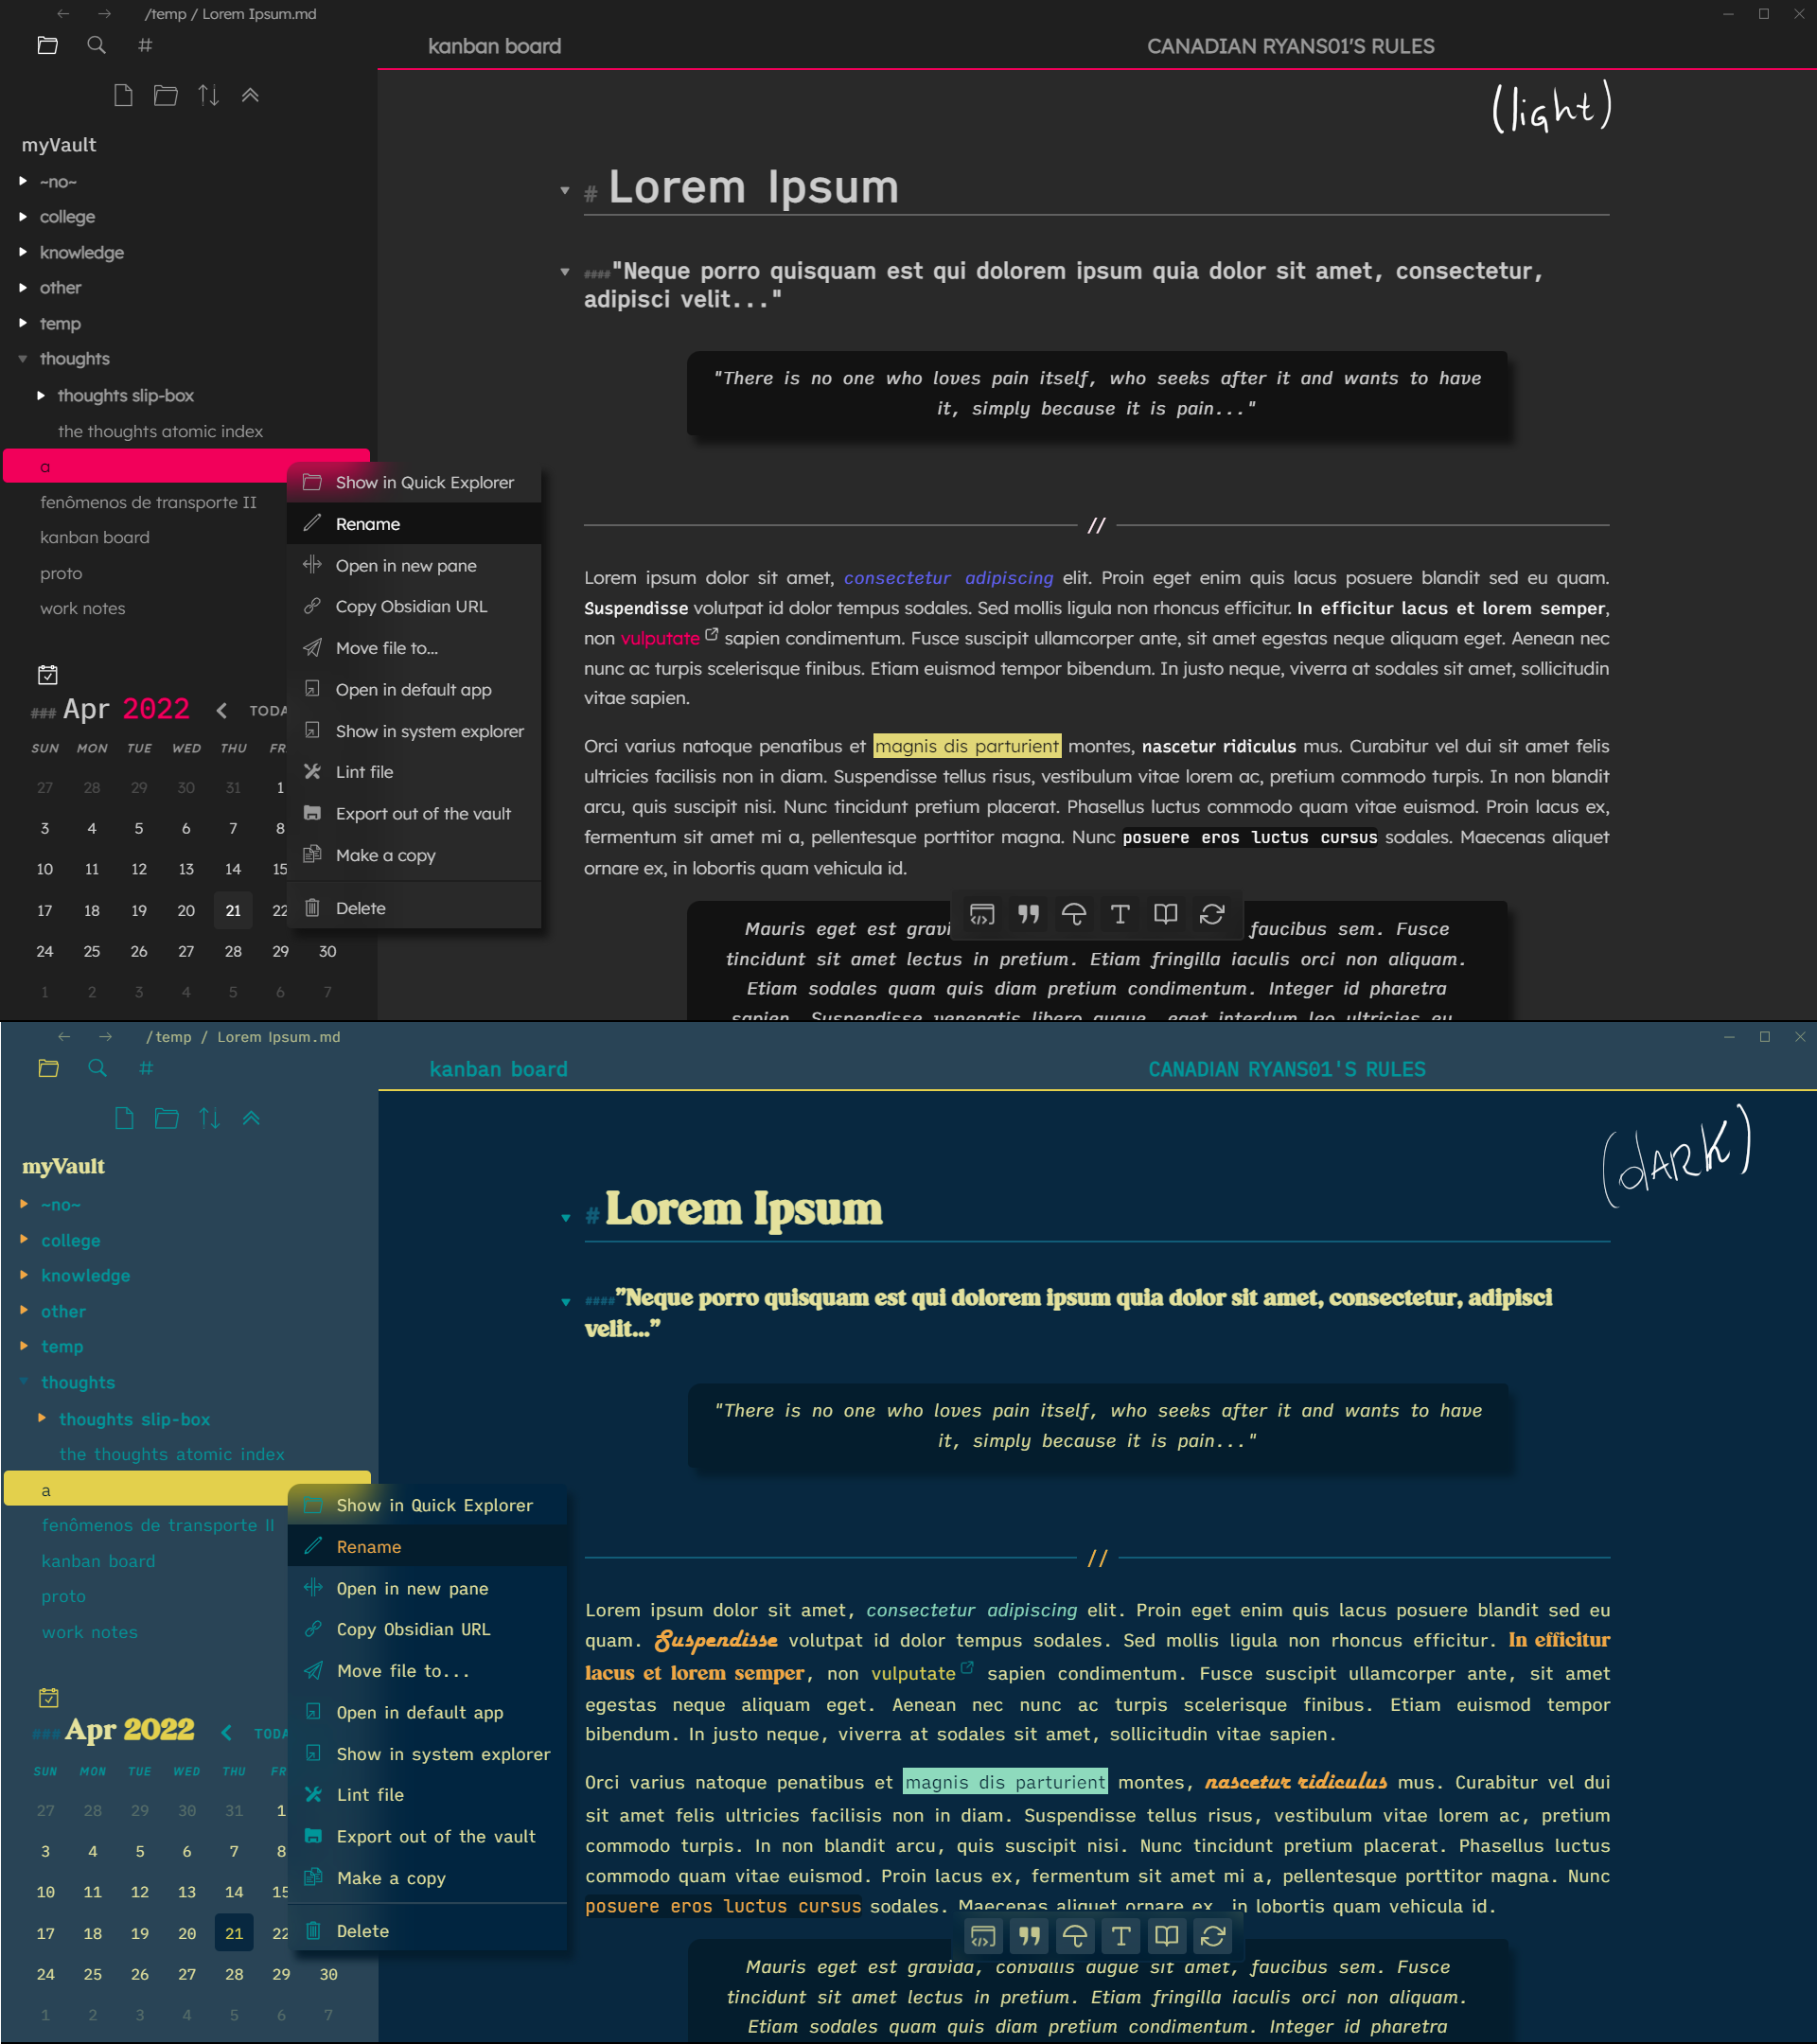 /temp / Lorem Ipsum.md
kanban board
CANADIAN RYANS01'S RULES
(light)
myVault
~no~
college
knowledge
other
temp
thoughts
thoughts slip-box
the thoughts atomic index
a
fenômenos de transporte II
kanban board
proto
work notes
### Apr 2022 TODA
SUN MON TUE WED THU FR
27 28 29 30 31 1
3 4 5 6 7 8
10 11 12 13 14 15
17 18 19 20 21 22
24 25 26 27 28 29 30
1 2 3 4 5 6 7
Show in Quick Explorer
Rename
Open in new pane
Copy Obsidian URL
Move file to...
Open in default app
Show in system explorer
Lint file
Export out of the vault
Make a copy
Delete
# Lorem Ipsum
####"Neque porro quisquam est qui dolorem ipsum quia dolor sit amet, consectetur,
adipisci velit..."
"There is no one who loves pain itself, who seeks after it and wants to have
it, simply because it is pain..."
//
Lorem ipsum dolor sit amet, consectetur adipiscing elit. Proin eget enim quis lacus posuere blandit sed eu quam.
Suspendisse volutpat id dolor tempus sodales. Sed mollis ligula non rhoncus efficitur. In efficitur lacus et lorem semper,
non vulputate sapien condimentum. Fusce suscipit ullamcorper ante, sit amet egestas neque aliquam eget. Aenean nec
nunc ac turpis scelerisque finibus. Etiam euismod tempor bibendum. In justo neque, viverra at sodales sit amet, sollicitudin
vitae sapien.
Orci varius natoque penatibus et magnis dis parturient montes, nascetur ridiculus mus. Curabitur vel dui sit amet felis
ultricies facilisis non in diam. Suspendisse tellus risus, vestibulum vitae lorem ac, pretium commodo turpis. In non blandit
arcu, quis suscipit nisi. Nunc tincidunt pretium placerat. Phasellus luctus commodo quam vitae euismod. Proin lacus ex,
fermentum sit amet mi a, pellentesque porttitor magna. Nunc posuere eros luctus cursus sodales. Maecenas aliquet
ornare ex, in lobortis quam vehicula id.
Mauris eget est gravi faucibus sem. Fusce
tincidunt sit amet lectus in pretium. Etiam fringilla iaculis orci non aliquam.
Etiam sodales quam quis diam pretium condimentum. Integer id pharetra
sapien. Suspendisse venenatis libero augue, eget interdum leo ultricies eu.
/temp / Lorem Ipsum.md
kanban board
CANADIAN RYANS01'S RULES
(DARK)
myVault
~no~
college
knowledge
other
temp
thoughts
thoughts slip-box
the thoughts atomic index
a
fenômenos de transporte II
kanban board
proto
work notes
### Apr 2022 TODA
SUN MON TUE WED THU FR
27 28 29 30 31 1
3 4 5 6 7 8
10 11 12 13 14 15
17 18 19 20 21 22
24 25 26 27 28 29 30
1 2 3 4 5 6 7
Show in Quick Explorer
Rename
Open in new pane
Copy Obsidian URL
Move file to...
Open in default app
Show in system explorer
Lint file
Export out of the vault
Make a copy
Delete
# Lorem Ipsum
####"Neque porro quisquam est qui dolorem ipsum quia dolor sit amet, consectetur, adipisci
velit..."
"There is no one who loves pain itself, who seeks after it and wants to have
it, simply because it is pain..."
//
Lorem ipsum dolor sit amet, consectetur adipiscing elit. Proin eget enim quis lacus posuere blandit sed eu
quam. Suspendisse volutpat id dolor tempus sodales. Sed mollis ligula non rhoncus efficitur. In efficitur
lacus et lorem semper, non vulputate sapien condimentum. Fusce suscipit ullamcorper ante, sit amet
egestas neque aliquam eget. Aenean nec nunc ac turpis scelerisque finibus. Etiam euismod tempor
bibendum. In justo neque, viverra at sodales sit amet, sollicitudin vitae sapien.
Orci varius natoque penatibus et magnis dis parturient montes, nascetur ridiculus mus. Curabitur vel dui
sit amet felis ultricies facilisis non in diam. Suspendisse tellus risus, vestibulum vitae lorem ac, pretium
commodo turpis. In non blandit arcu, quis suscipit nisi. Nunc tincidunt pretium placerat. Phasellus luctus
commodo quam vitae euismod. Proin lacus ex, fermentum sit amet mi a, pellentesque porttitor magna. Nunc
posuere eros luctus cursus sodales. Maecenas aliquet ornare ex, in lobortis quam vehicula id.
Mauris eget est gravida, convallis augue sit amet, faucibus sem. Fusce
tincidunt sit amet lectus in pretium. Etiam fringilla iaculis orci non aliquam.
Etiam sodales quam quis diam pretium condimentum. Integer id pharetra